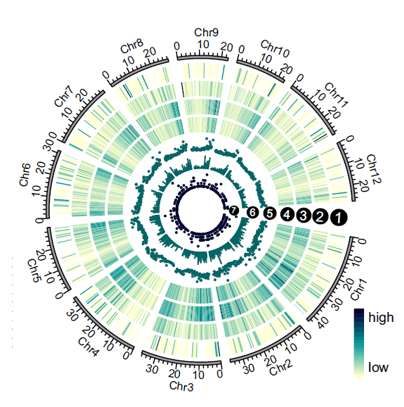 Chr9
0 10 20
Chr10
0 10 20
Chr11
0 10 20
Chr12
0 10 20
Chr1
0 10 20 30 40
Chr2
0 10 20 30
Chr3
0 10 20 30
Chr4
0 10 20 30
Chr5
0 10 20
Chr6
0 10 20 30
Chr7
0 10 20
Chr8
0 10 20
7 6 5 4 3 2 1
high
low